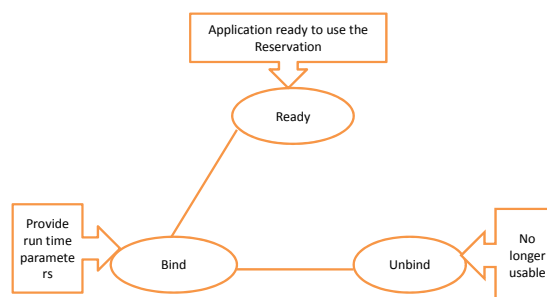 Application ready to use the
Reservation
Ready
Provide
run time
paramete
rs
Bind
Unbind
No
longer
usable